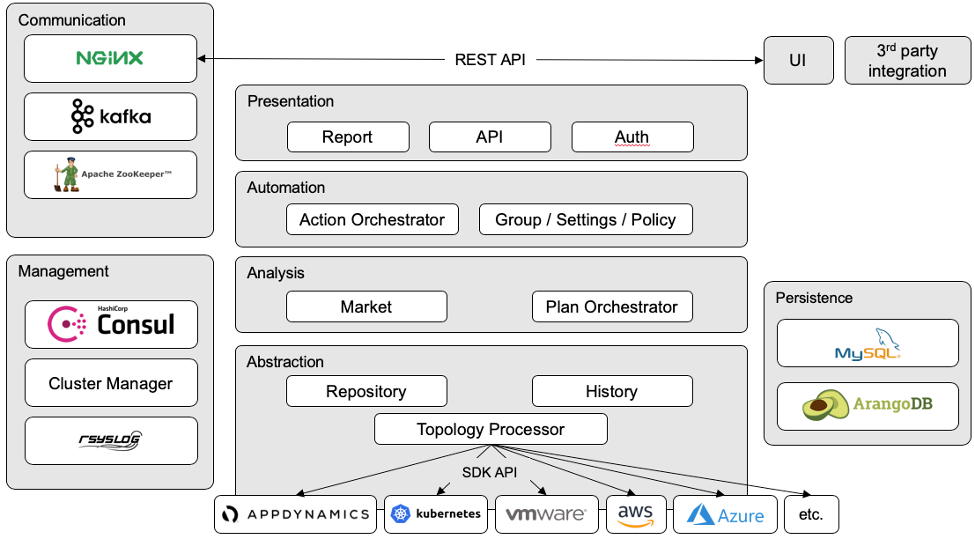 Communication
NGINX
kafka
Apache ZooKeeper™
REST API
UI
3rd party
integration
Presentation
Report
API
Auth
Automation
Action Orchestrator
Group / Settings / Policy
Management
HashiCorp
Consul
Cluster Manager
rsyslog
Analysis
Market
Plan Orchestrator
Abstraction
Repository
History
Topology Processor
SDK API
Persistence
MySQL®
ArangoDB
APPDYNAMICS
kubernetes
vmware®
aws
Azure
etc.